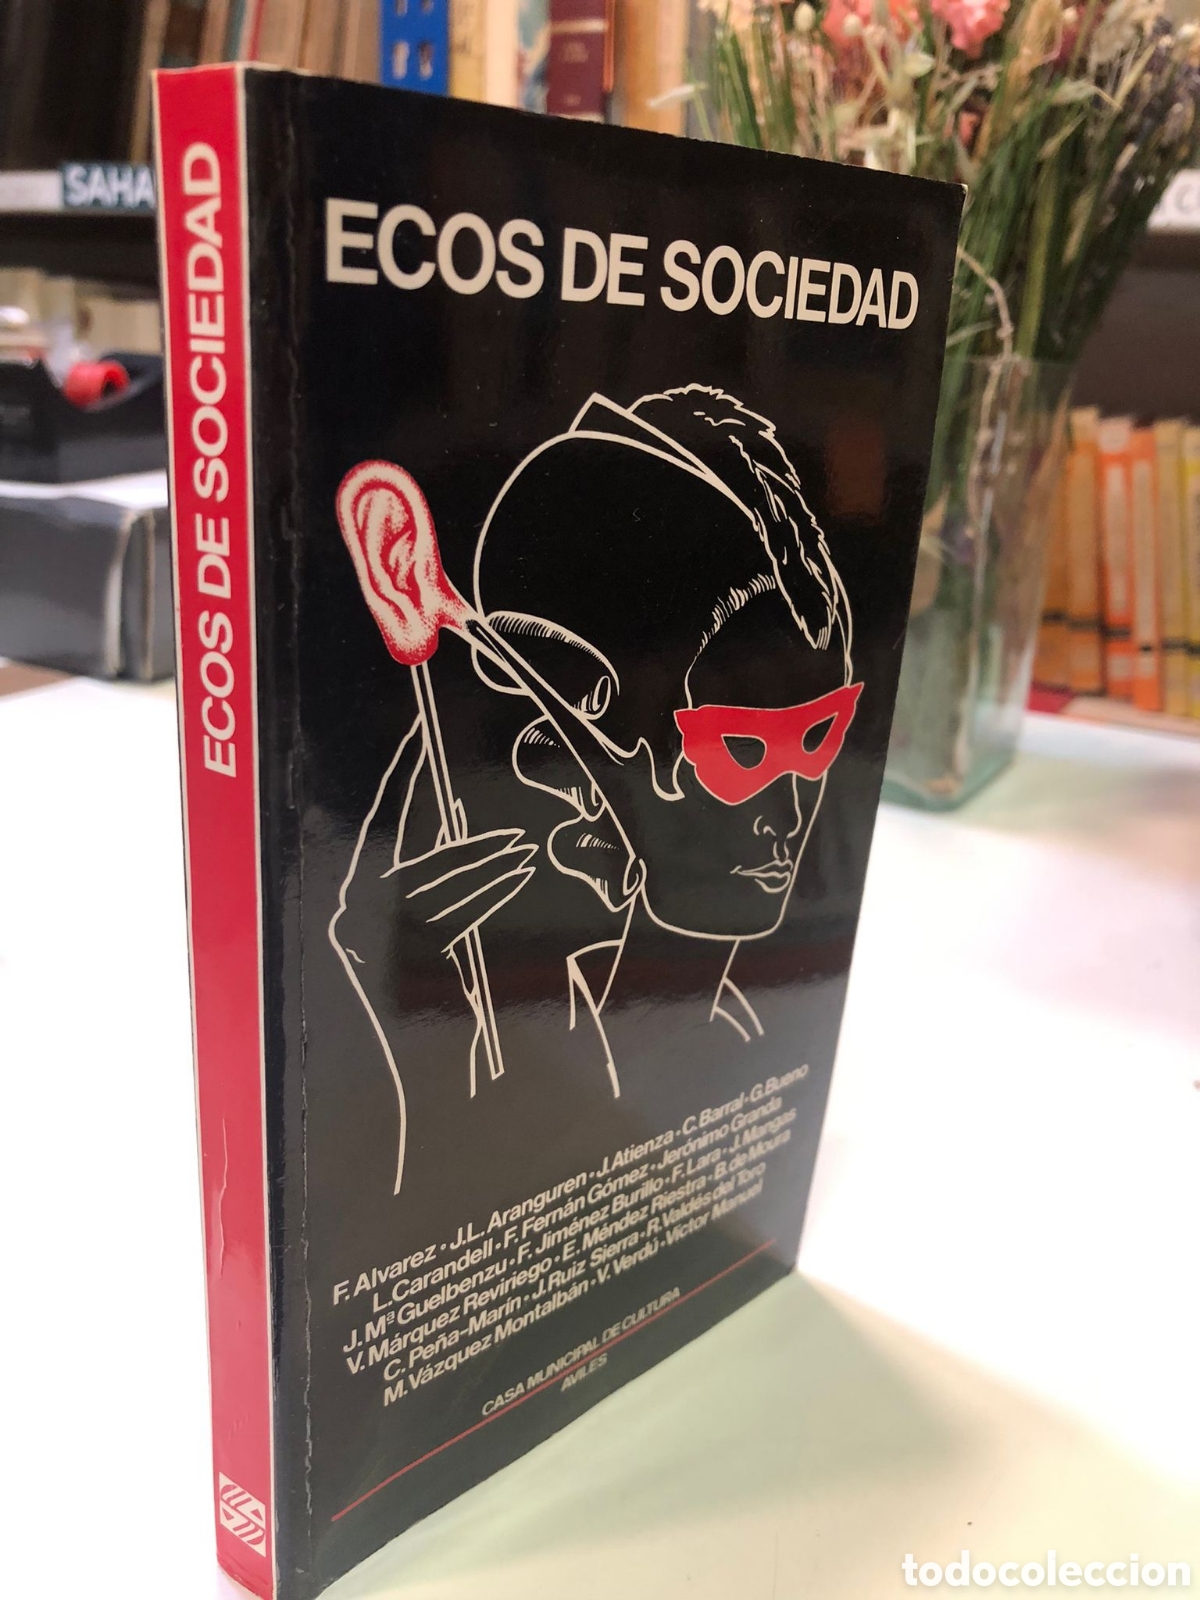 SAHA
ECOS DE SOCIEDAD
ECOS DE SOCIEDAD
F. Alvarez · J.L. Aranguren · J. Atienza · C. Barral · G. Bueno
L. Carandell · F. Fernán Gómez · Jerónimo Granda
J. Mª Guelbenzu · F. Jiménez Burillo · F. Lara · J. Mangas
V. Márquez Reviriego · E. Méndez Riestra · B. de Moura
C. Peña-Marín · J. Ruiz Sierra · R. Valdés del Toro
M. Vázquez Montalbán · V. Verdú · Víctor Manuel
CASA MUNICIPAL DE CULTURA
AVILES
todocoleccion